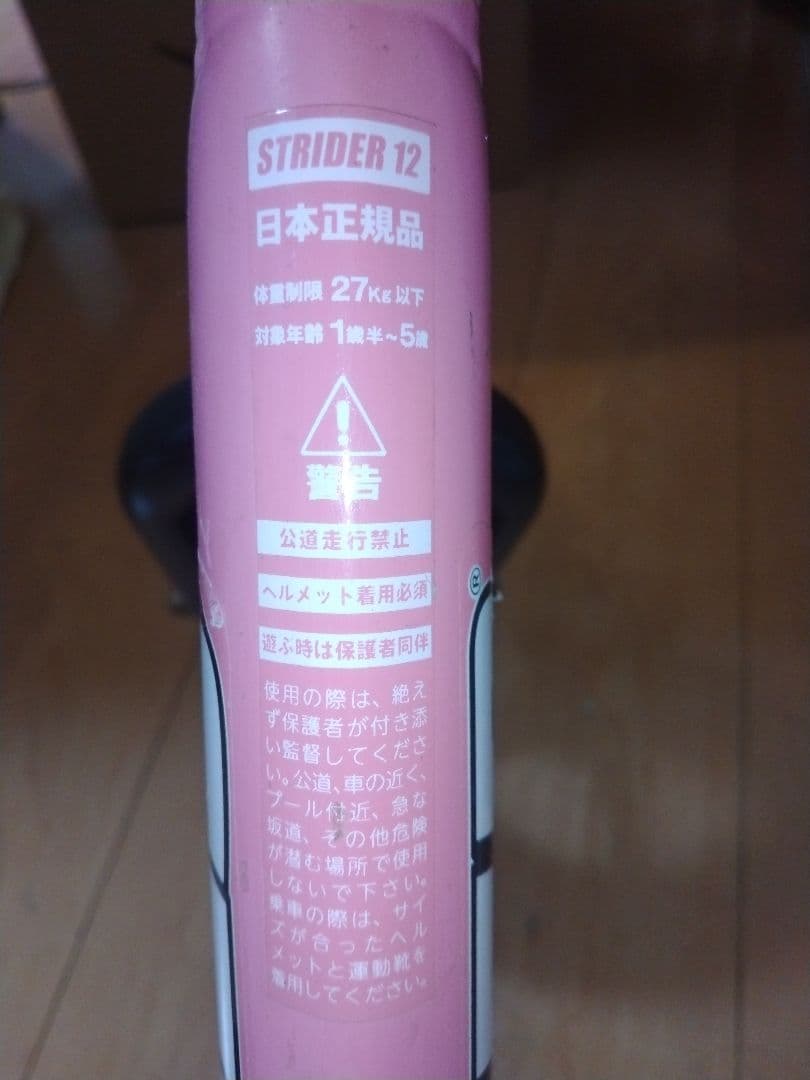 STRIDER 12
日本正規品
体重制限 27Kg以下
対象年齢 1歳半~5歳
!
警告
公道走行禁止
ヘルメット着用必須
遊ぶ時は保護者同伴
使用の際は、絶え
ず保護者が付き添
い監督してくださ
い。公道、車の近く、
プール付近、急な
坂道、その他危険
が潜む場所で使用
しないで下さい。
乗車の際は、サイ
ズが合ったヘル
メットと運動靴を
着用してください。
®